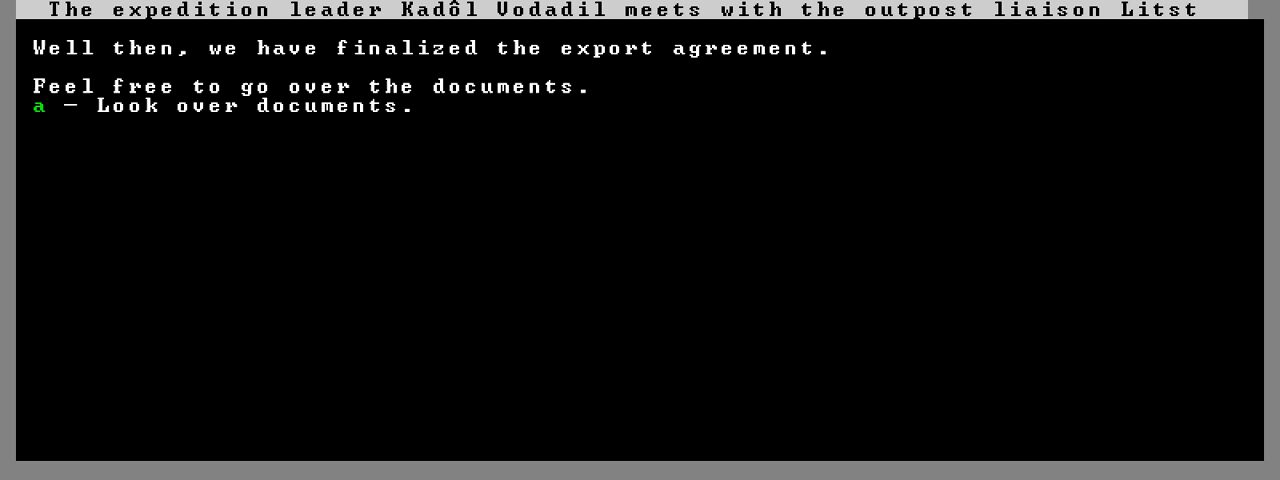 The expedition leader Kadôl Vodadil meets with the outpost liaison Litst
Well then, we have finalized the export agreement.
Feel free to go over the documents.
a – Look over documents.